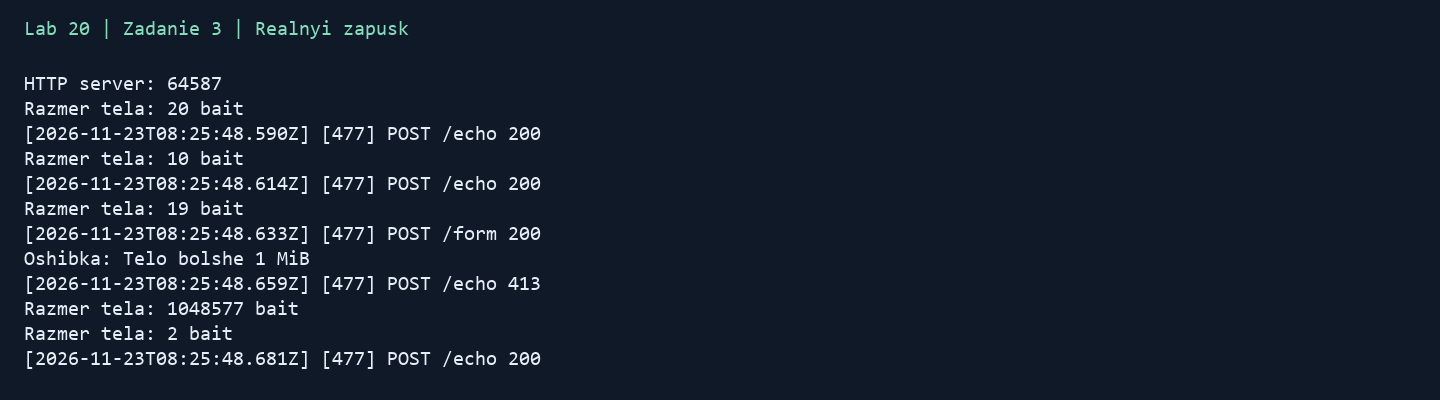 Lab 20 | Zadanie 3 | Realnyi zapusk
HTTP server: 64587
Razmer tela: 20 bait
[2026-11-23T08:25:48.590Z] [477] POST /echo 200
Razmer tela: 10 bait
[2026-11-23T08:25:48.614Z] [477] POST /echo 200
Razmer tela: 19 bait
[2026-11-23T08:25:48.633Z] [477] POST /form 200
Oshibka: Telo bolshe 1 MiB
[2026-11-23T08:25:48.659Z] [477] POST /echo 413
Razmer tela: 1048577 bait
Razmer tela: 2 bait
[2026-11-23T08:25:48.681Z] [477] POST /echo 200